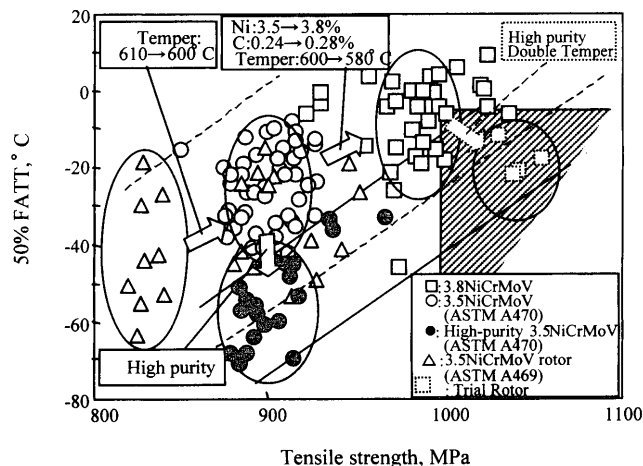 Temper:
610→600°C
Ni:3.5→3.8%
C:0.24→0.28%
Temper:600→580°C
High purity
Double Temper
20
0
-20
-40
-60
-80
50% FATT,°C
High purity
:3.8NiCrMoV
:3.5NiCrMoV
(ASTM A470)
:High-purity 3.5NiCrMoV
(ASTM A470)
:3.5NiCrMoV rotor
(ASTM A469)
: Trial Rotor
800
900
1000
1100
Tensile strength, MPa